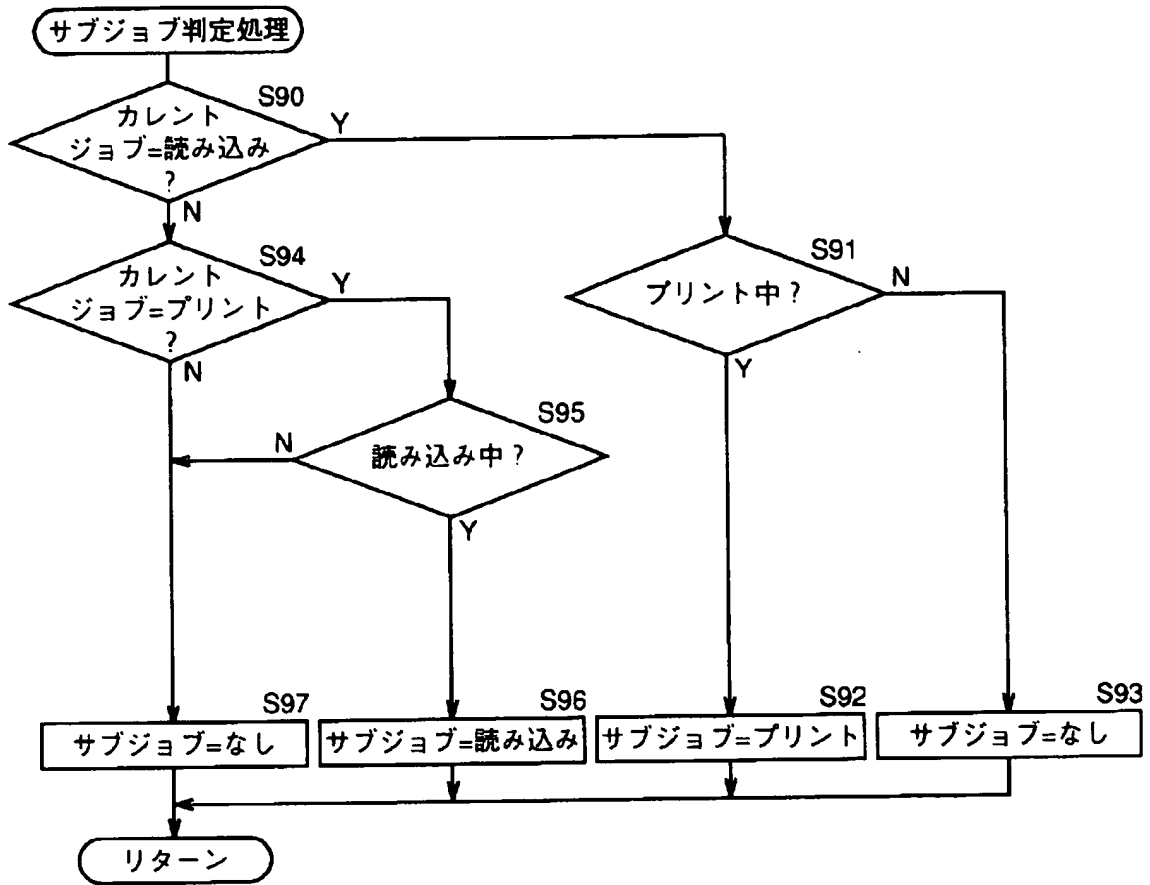 サブジョブ判定処理
S90
カレント
ジョブ=読み込み
?
Y
N
S94
カレント
ジョブ=プリント
?
Y
N
S91
プリント中?
N
Y
S95
読み込み中?
N
Y
S97
サブジョブ=なし
S96
サブジョブ=読み込み
S92
サブジョブ=プリント
S93
サブジョブ=なし
リターン